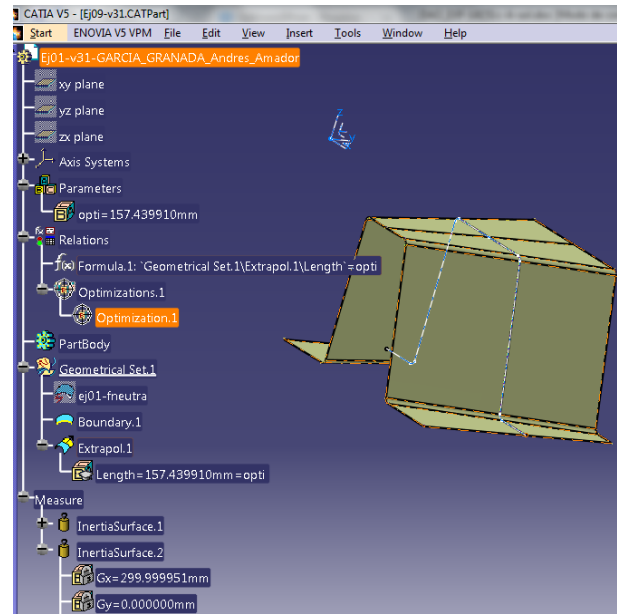 CATIA V5 - [Ej09-v31.CATPart]
Start ENOVIA V5 VPM File Edit View Insert Tools Window Help
Ej01-v31-GARCIA_GRANADA_Andres_Amador
xy plane
yz plane
zx plane
Axis Systems
Parameters
opti=157.439910mm
Relations
f(x) Formula.1: `Geometrical Set.1\Extrapol.1\Length`=opti
Optimizations.1
Optimization.1
PartBody
Geometrical Set.1
ej01-fneutra
Boundary.1
Extrapol.1
Length=157.439910mm =opti
Measure
InertiaSurface.1
InertiaSurface.2
Gx=299.999951mm
Gy=0.000000mm